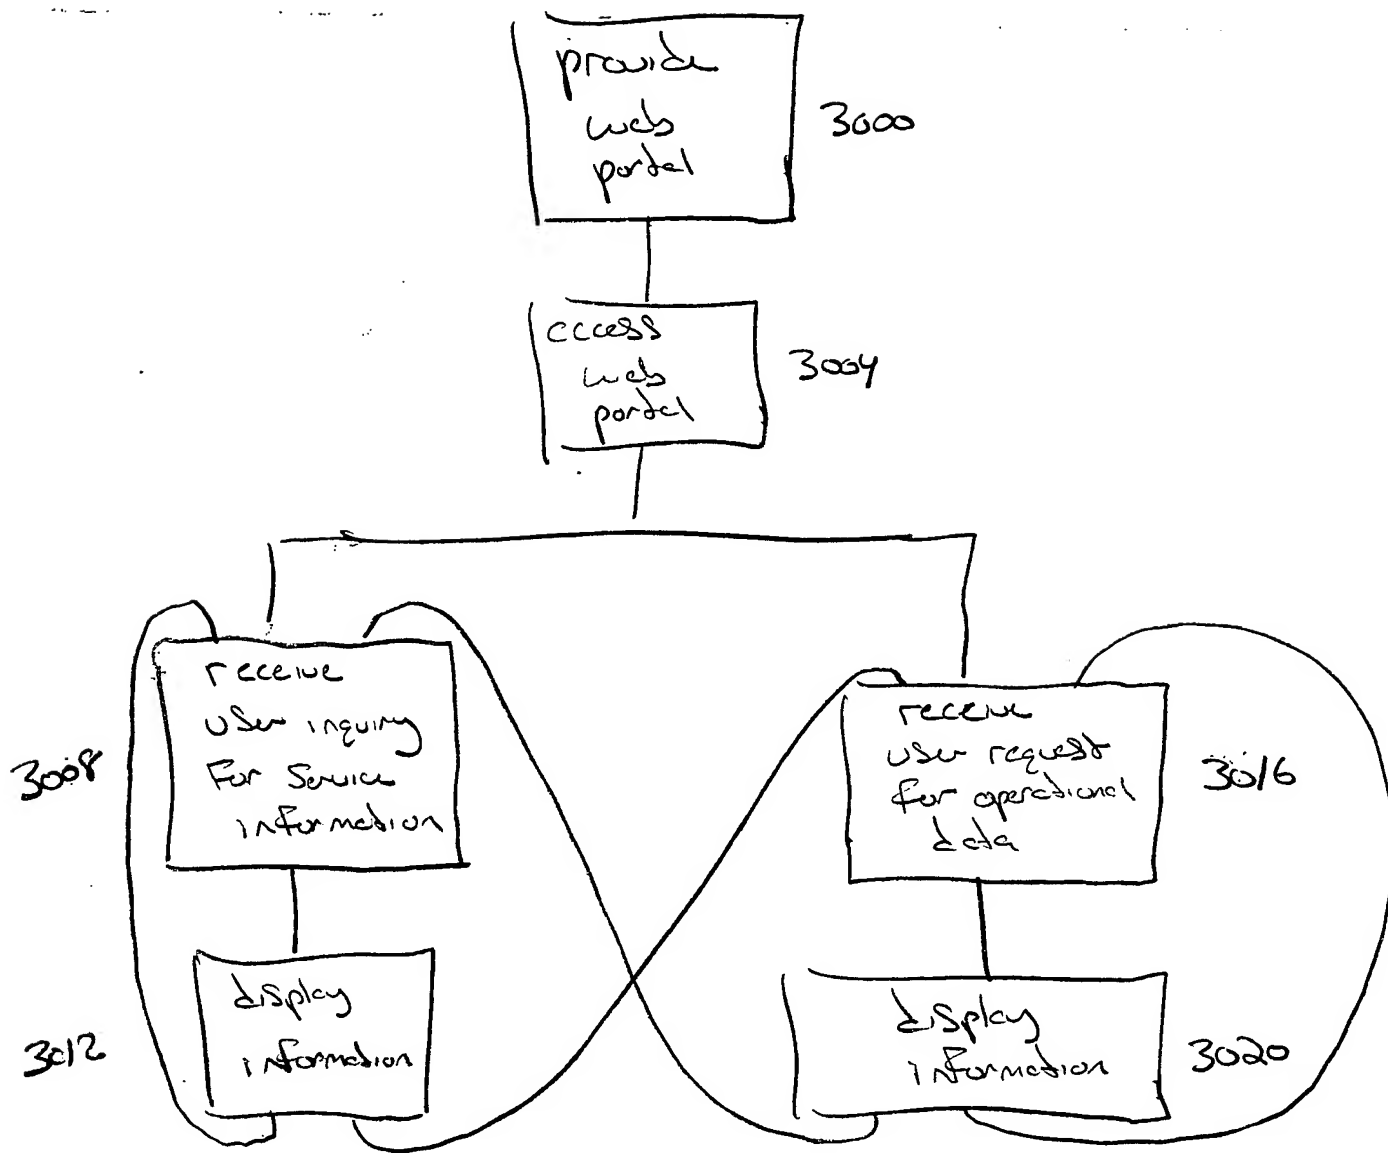 provide
web
portal
3000
access
web
portal
3004
receive
user inquiry
for service
information
3008
receive
user request
for operational
data
3016
display
information
3012
display
information
3020